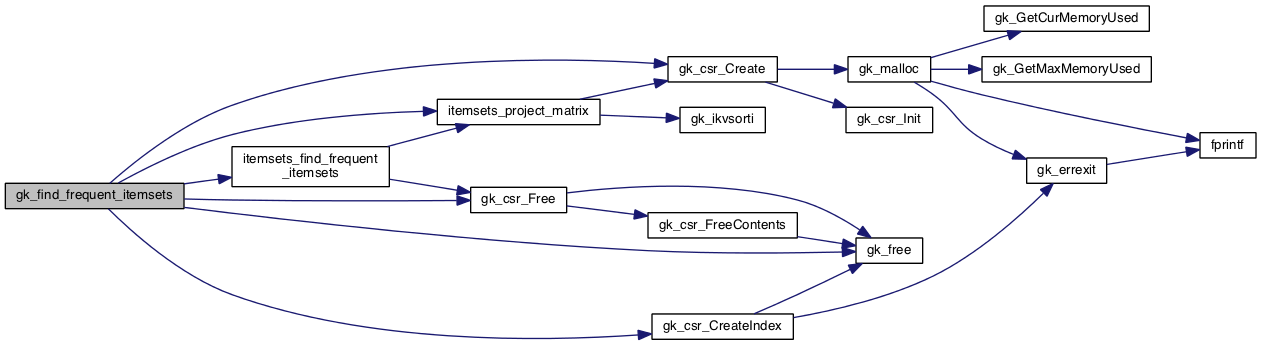 gk_GetCurMemoryUsed
gk_csr_Create
gk_malloc
gk_GetMaxMemoryUsed
itemsets_project_matrix
gk_ikvsorti
gk_csr_Init
fprintf
itemsets_find_frequent
_itemsets
gk_errexit
gk_find_frequent_itemsets
gk_csr_Free
gk_csr_FreeContents
gk_free
gk_csr_CreateIndex